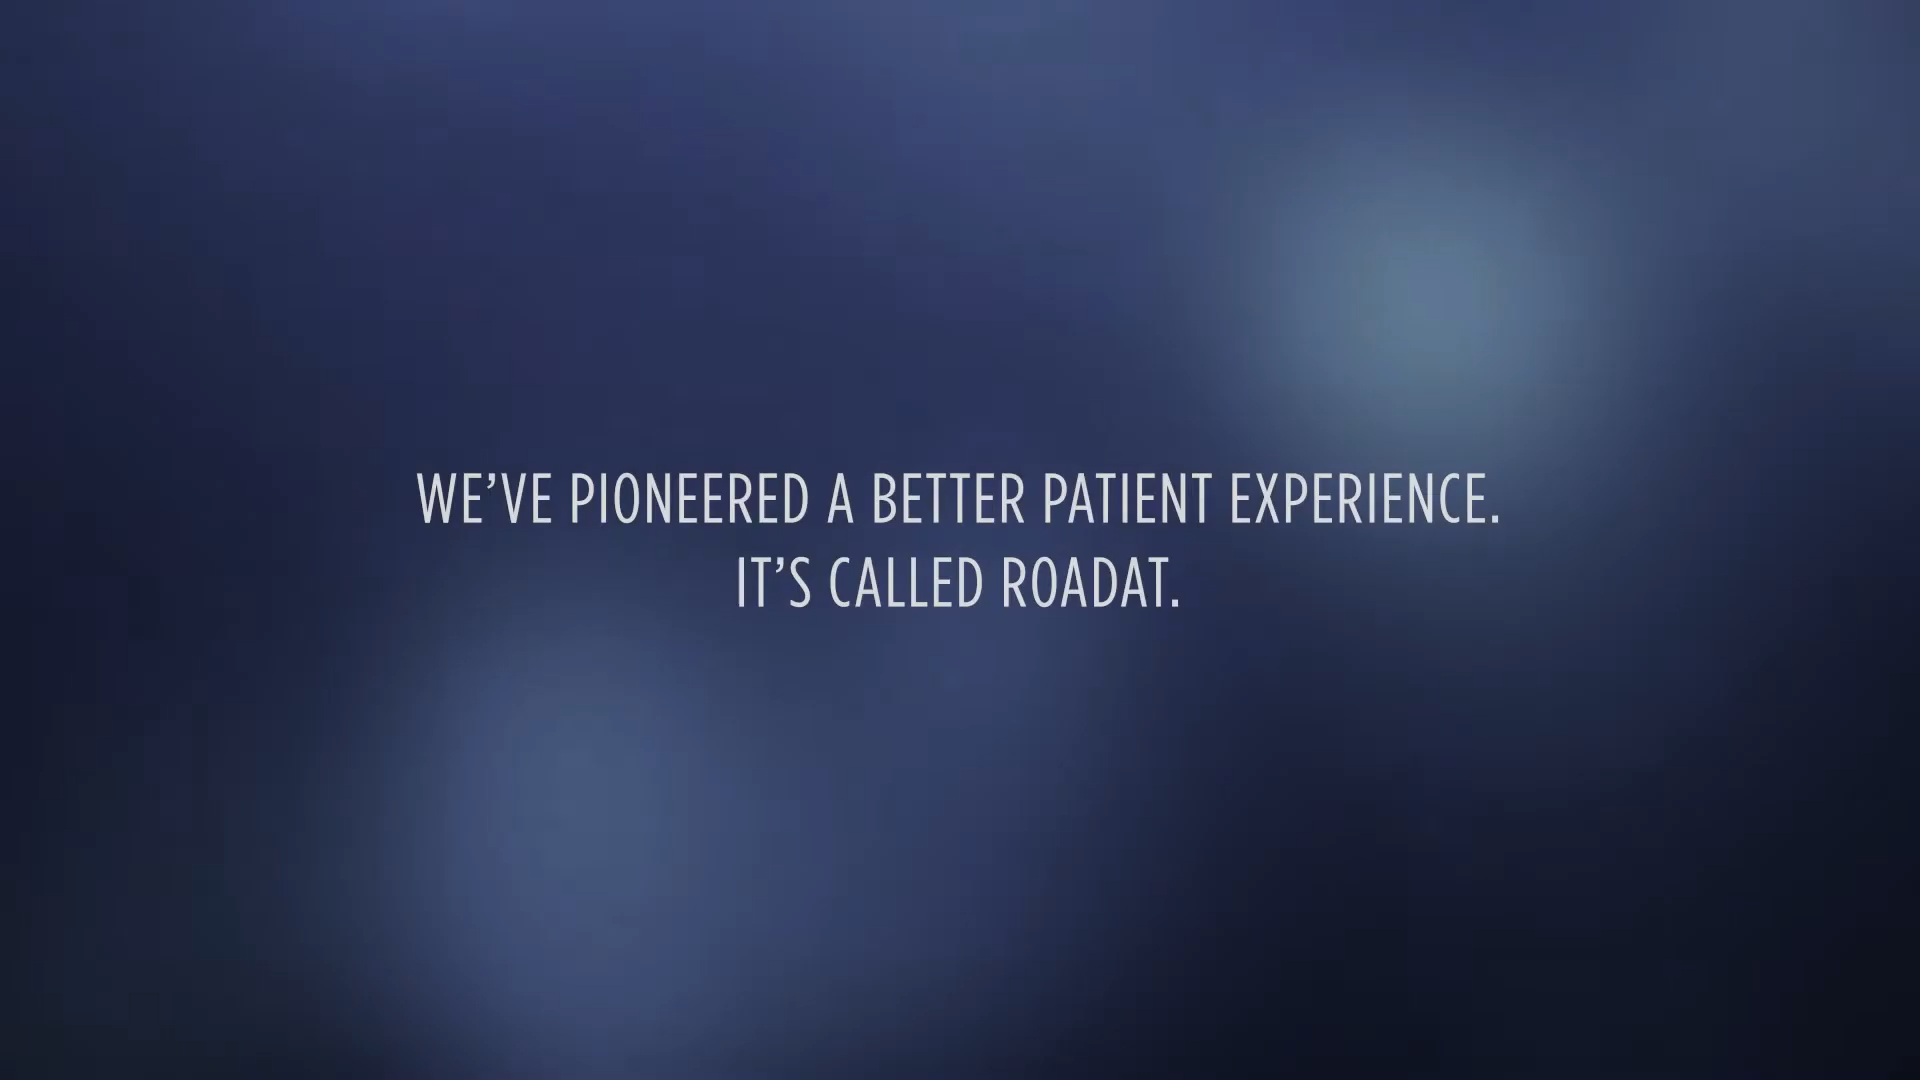 WE’VE PIONEERED A BETTER PATIENT EXPERIENCE.
IT’S CALLED ROADAT.